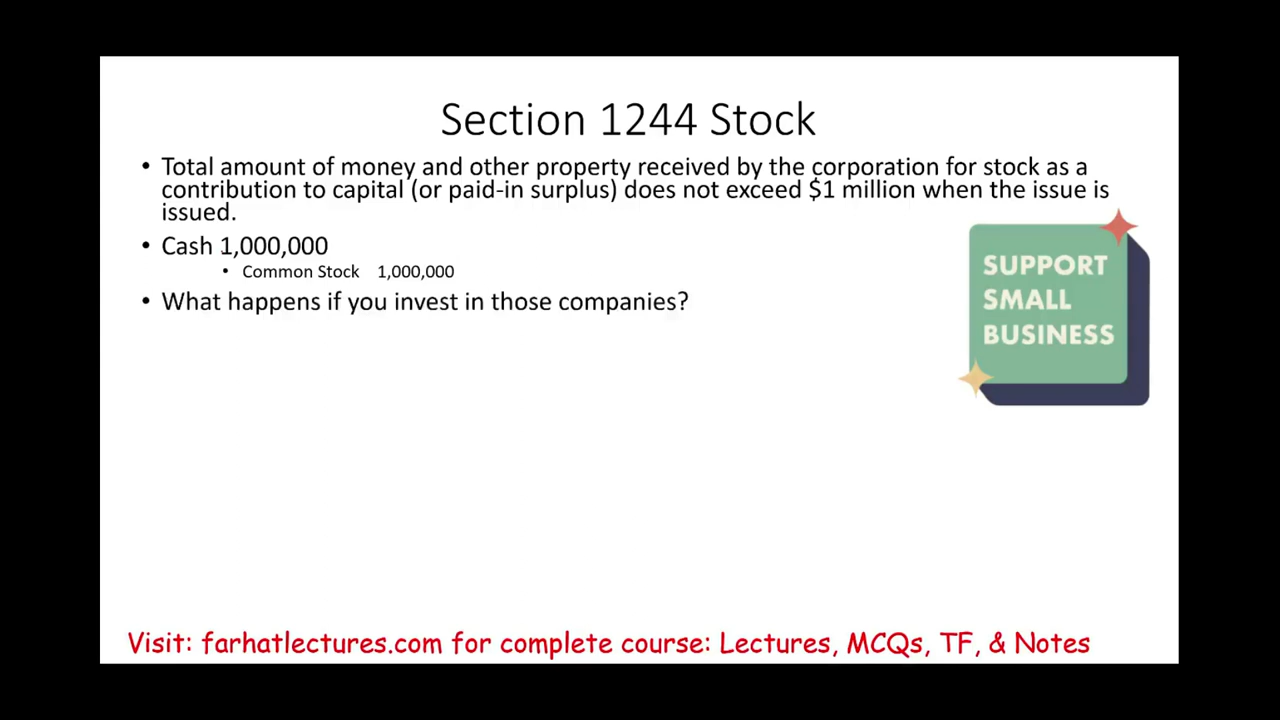 Section 1244 Stock
• Total amount of money and other property received by the corporation for stock as a
contribution to capital (or paid-in surplus) does not exceed $1 million when the issue is
issued.
• Cash 1,000,000
• Common Stock 1,000,000
• What happens if you invest in those companies?
SUPPORT
SMALL
BUSINESS
Visit: farhatlectures.com for complete course: Lectures, MCQs, TF, & Notes